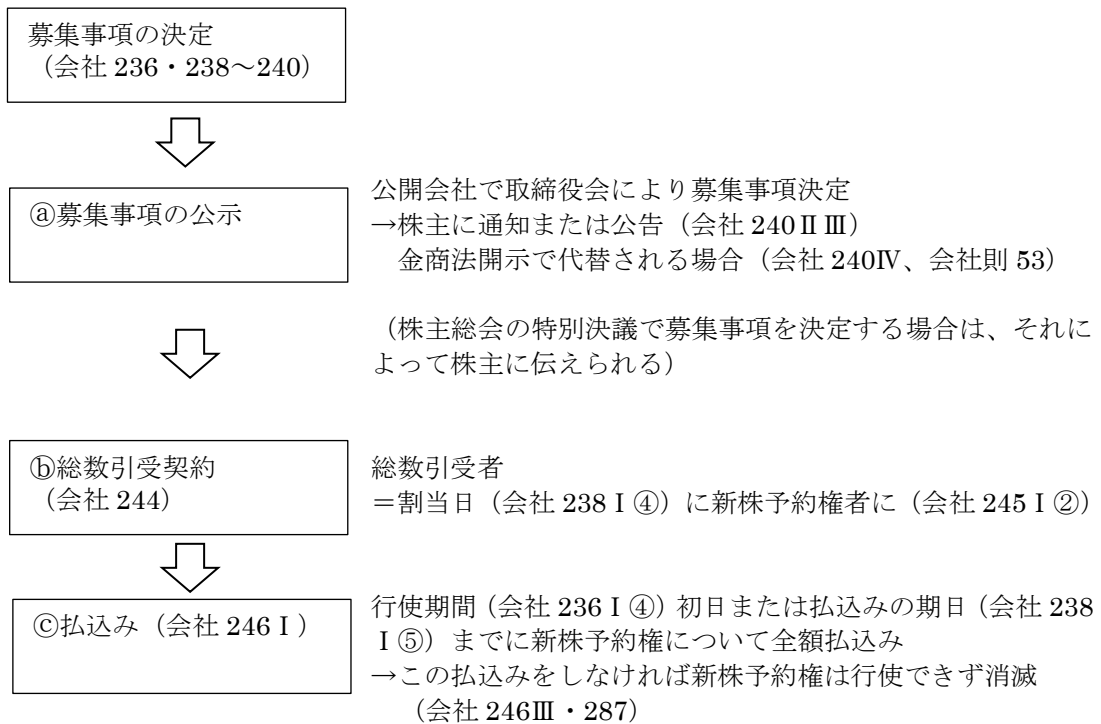 募集事項の決定
（会社 236・238～240）
ⓐ募集事項の公示
公開会社で取締役会により募集事項決定
→株主に通知または公告（会社 240ⅡⅢ）
金商法開示で代替される場合（会社 240Ⅳ、会社則 53）
（株主総会の特別決議で募集事項を決定する場合は、それに
よって株主に伝えられる）
ⓑ総数引受契約
（会社 244）
総数引受者
＝割当日（会社 238Ⅰ④）に新株予約権者に（会社 245Ⅰ②）
ⓒ払込み（会社 246Ⅰ）
行使期間（会社 236Ⅰ④）初日または払込みの期日（会社 238
Ⅰ⑤）までに新株予約権について全額払込み
→この払込みをしなければ新株予約権は行使できず消滅
（会社 246Ⅲ・287）